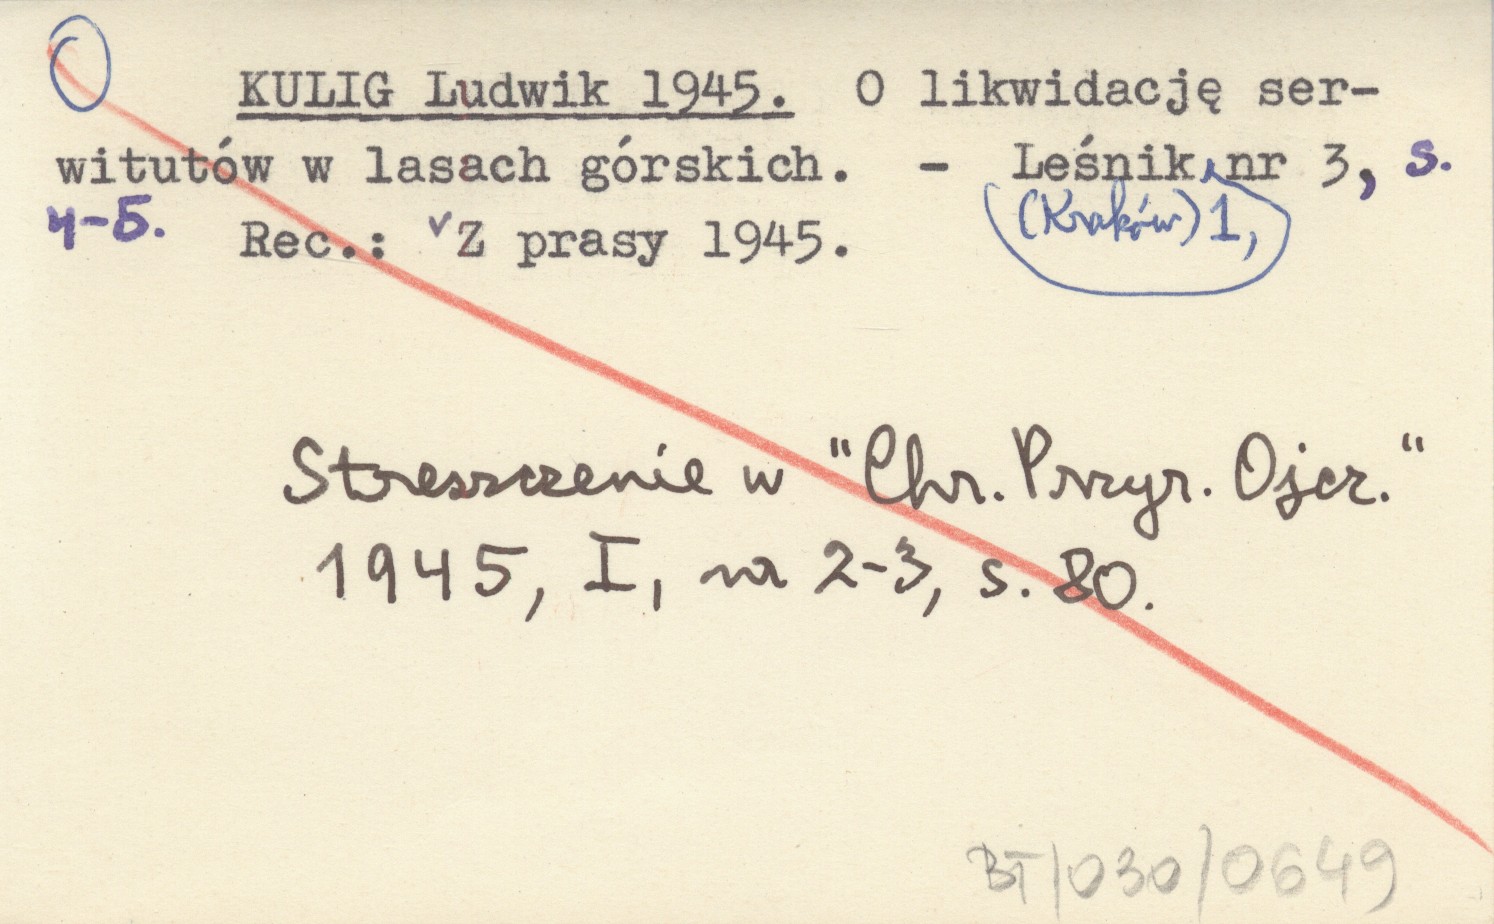 KULIG Ludwik 1945. O likwidację ser-
witutów w lasach górskich. - Leśnik, nr 3, s.
(Kraków) 1,
4-5.
Rec.: Z prasy 1945.
Streszczenie w "Chr. Przyr. Ojcz."
1945, I, nr 2-3, s. 80.
BT/030/0649